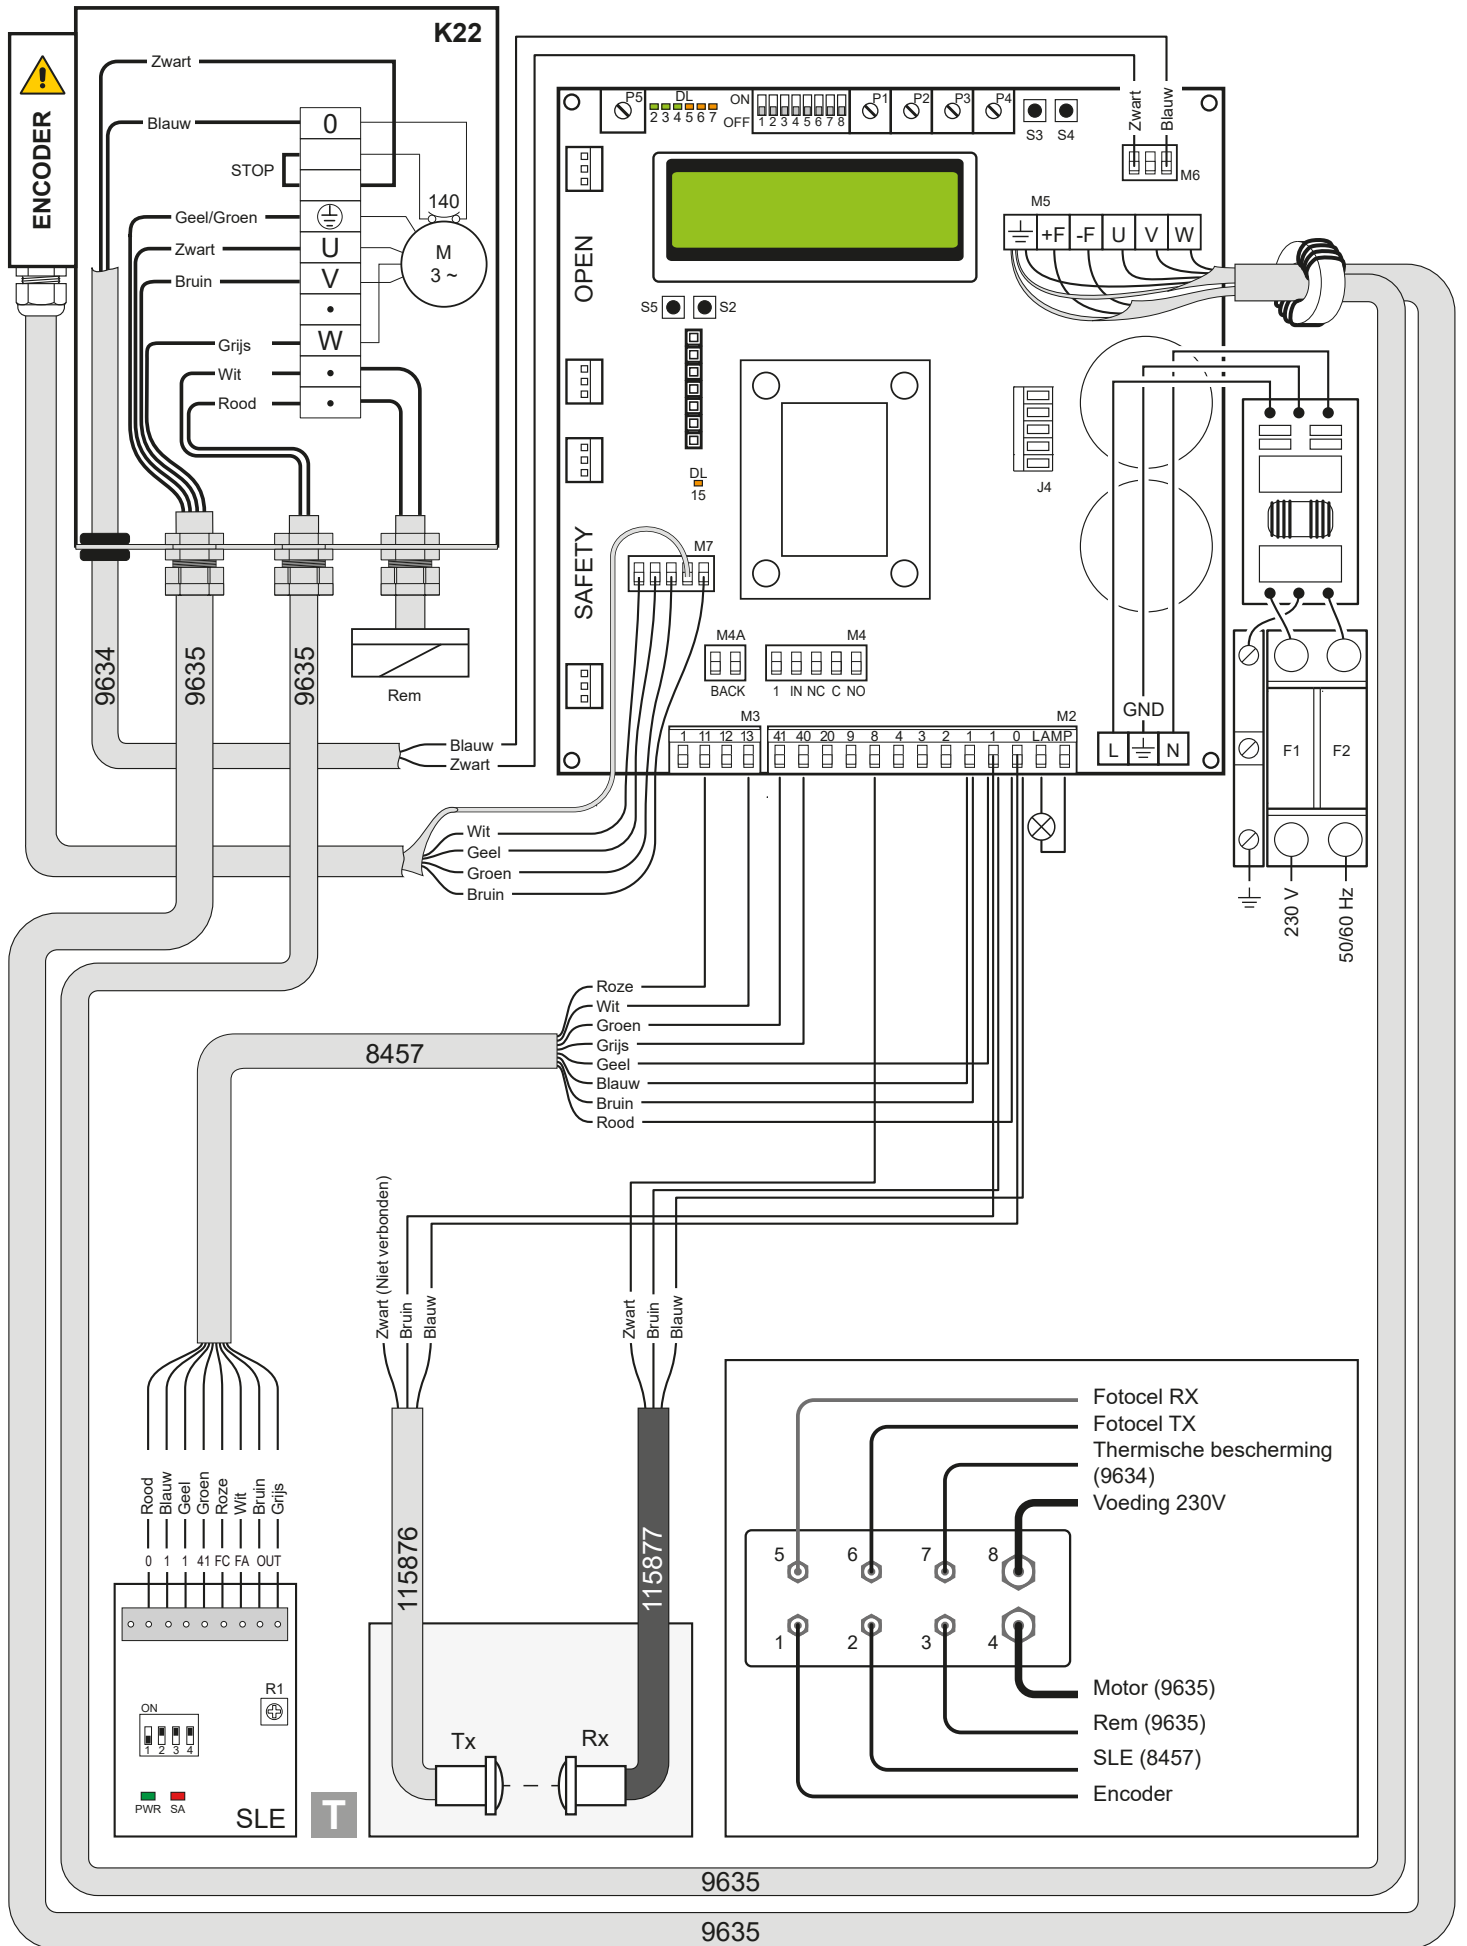 K22
ENCODER
Zwart
Blauw
0
STOP
Geel/Groen
Zwart
U
Bruin
V
Grijs
W
Wit
Rood
140
M
3 ~
9634
9635
9635
Rem
Blauw
Zwart
Wit
Geel
Groen
Bruin
P5
DL
2 3 4 5 6 7
ON
OFF
1 2 3 4 5 6 7 8
P1
P2
P3
P4
S3
S4
Zwart
Blauw
M6
M5
+F
-F
U
V
W
OPEN
S5
S2
DL
15
J4
SAFETY
M7
M4A
BACK
M4
1 IN NC C NO
M3
1 11 12 13
M2
41 40 20 9 8 4 3 2 1 1 0 LAMP
GND
L
N
F1
F2
230 V
50/60 Hz
8457
Roze
Wit
Groen
Grijs
Geel
Blauw
Bruin
Rood
Zwart (Niet verbonden)
Bruin
Blauw
Zwart
Bruin
Blauw
115876
115877
Tx
Rx
Rood
Blauw
Geel
Groen
Roze
Wit
Bruin
Grijs
0 1 1 41 FC FA OUT
R1
ON
1 2 3 4
PWR
SA
SLE
T
Fotocel RX
Fotocel TX
Thermische bescherming
(9634)
Voeding 230V
5
6
7
8
1
2
3
4
Motor (9635)
Rem (9635)
SLE (8457)
Encoder
9635
9635